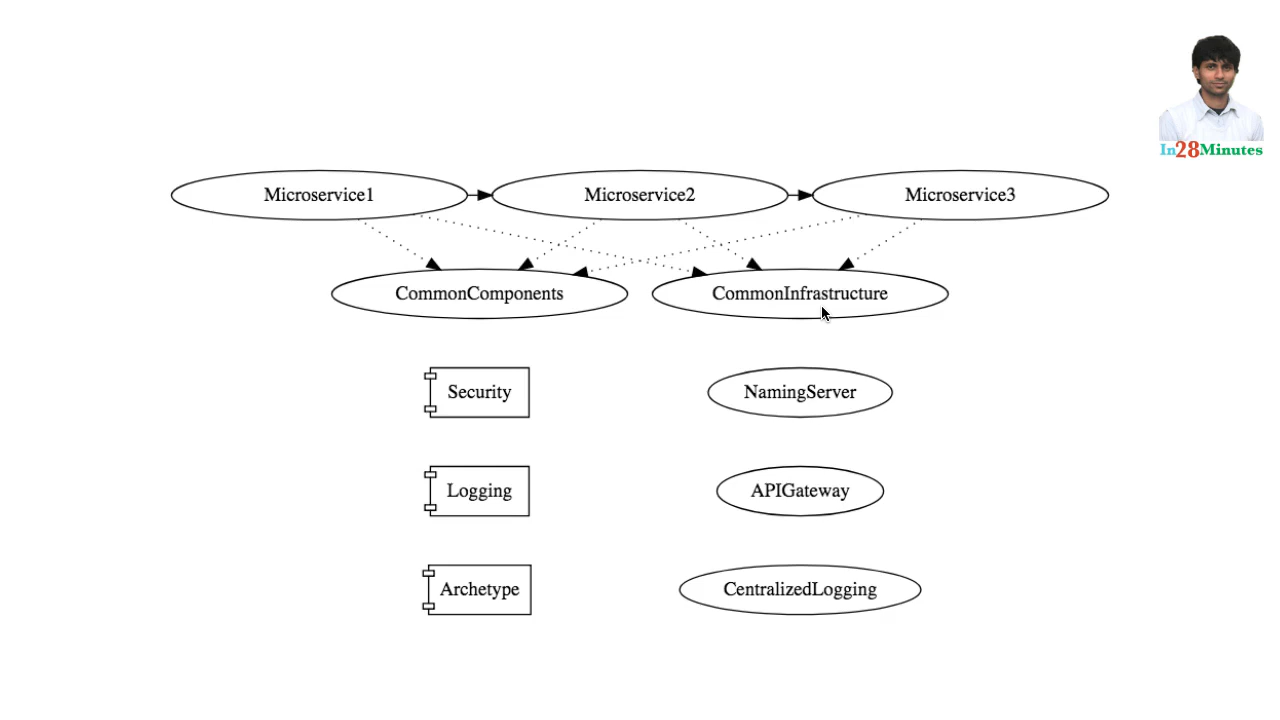 In28Minutes
Microservice1
Microservice2
Microservice3
CommonComponents
CommonInfrastructure
Security
NamingServer
Logging
APIGateway
Archetype
CentralizedLogging